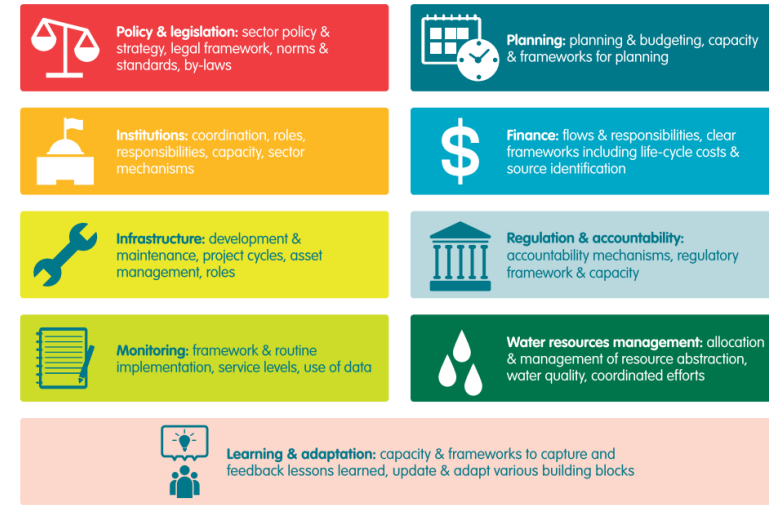 Policy & legislation: sector policy &
strategy, legal framework, norms &
standards, by-laws
Planning: planning & budgeting, capacity
& frameworks for planning
Institutions: coordination, roles,
responsibilities, capacity, sector
mechanisms
$
Finance: flows & responsibilities, clear
frameworks including life-cycle costs &
source identification
Infrastructure: development &
maintenance, project cycles, asset
management, roles
Regulation & accountability:
accountability mechanisms, regulatory
framework & capacity
Monitoring: framework & routine
implementation, service levels, use of data
Water resources management: allocation
& management of resource abstraction,
water quality, coordinated efforts
Learning & adaptation: capacity & frameworks to capture and
feedback lessons learned, update & adapt various building blocks